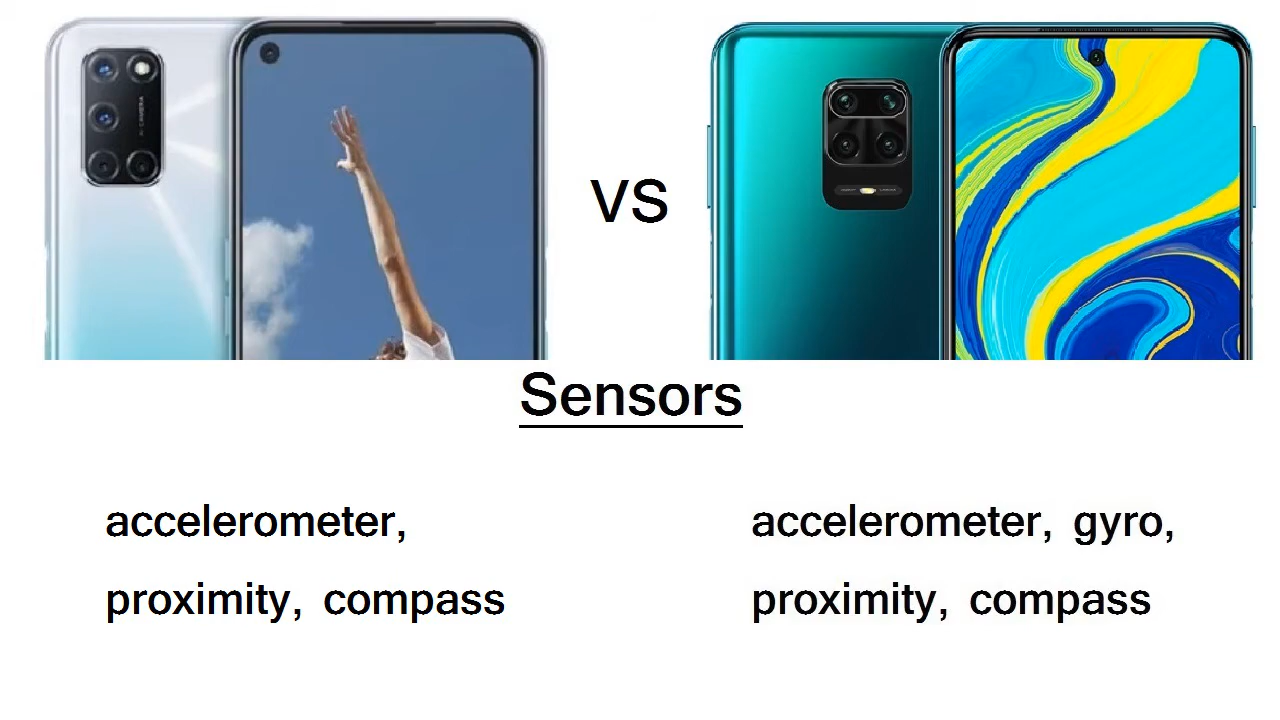 VS
Sensors
accelerometer,
proximity, compass
accelerometer, gyro,
proximity, compass